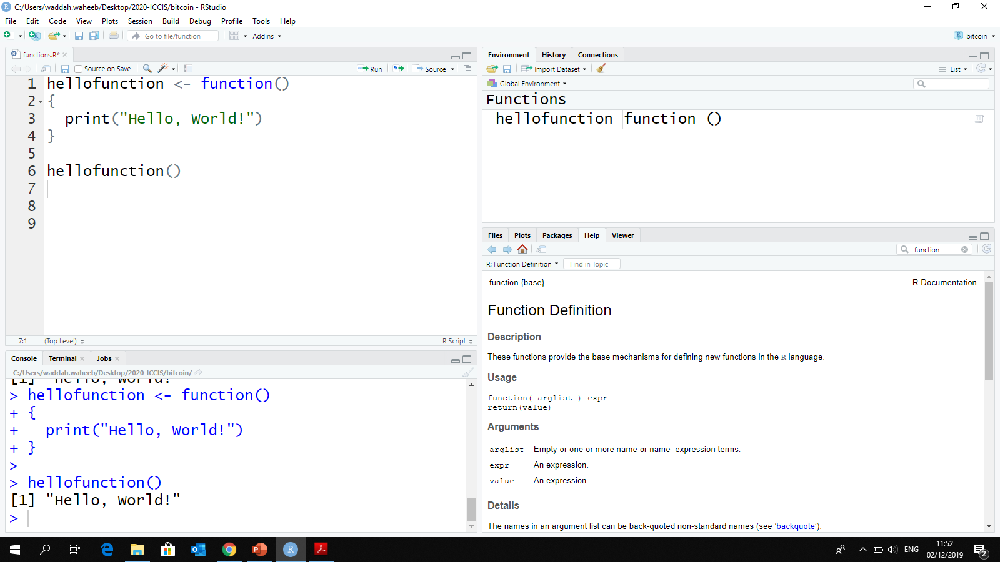 C:/Users/waddah.waheeb/Desktop/2020-ICCIS/bitcoin - RStudio
File Edit Code View Plots Session Build Debug Profile Tools Help
Go to file/function Addins bitcoin
functions.R*
Source on Save Run Source
1 hellofunction <- function()
2 {
3 print("Hello, World!")
4 }
5
6 hellofunction()
7
8
9
7:1 (Top Level) R Script
Console Terminal Jobs
C:/Users/waddah.waheeb/Desktop/2020-ICCIS/bitcoin/
[1] "Hello, World!"
> hellofunction <- function()
+ {
+ print("Hello, World!")
+ }
>
> hellofunction()
[1] "Hello, World!"
>
Environment History Connections
Import Dataset List
Global Environment
Functions
hellofunction function ()
Files Plots Packages Help Viewer
function
R: Function Definition Find in Topic
function {base} R Documentation
Function Definition
Description
These functions provide the base mechanisms for defining new functions in the R language.
Usage
function( arglist ) expr
return(value)
Arguments
arglist Empty or one or more name or name=expression terms.
expr An expression.
value An expression.
Details
The names in an argument list can be back-quoted non-standard names (see ‘backquote’).
ENG
11:52
02/12/2019
2